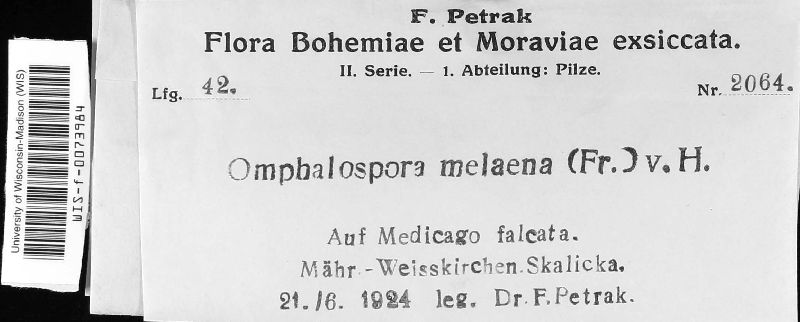 F. Petrak
Flora Bohemiae et Moraviae exsiccata.
II. Serie. — 1. Abteilung: Pilze.
Lfg. 42.
Nr. 2064.
Omphalospora melaena (Fr.) v. H.
Auf Medicago falcata.
Mähr.-Weisskirchen. Skalicka.
21./6. 1924 leg. Dr. F. Petrak.
University of Wisconsin-Madison (WIS)
WIS-f-0073984